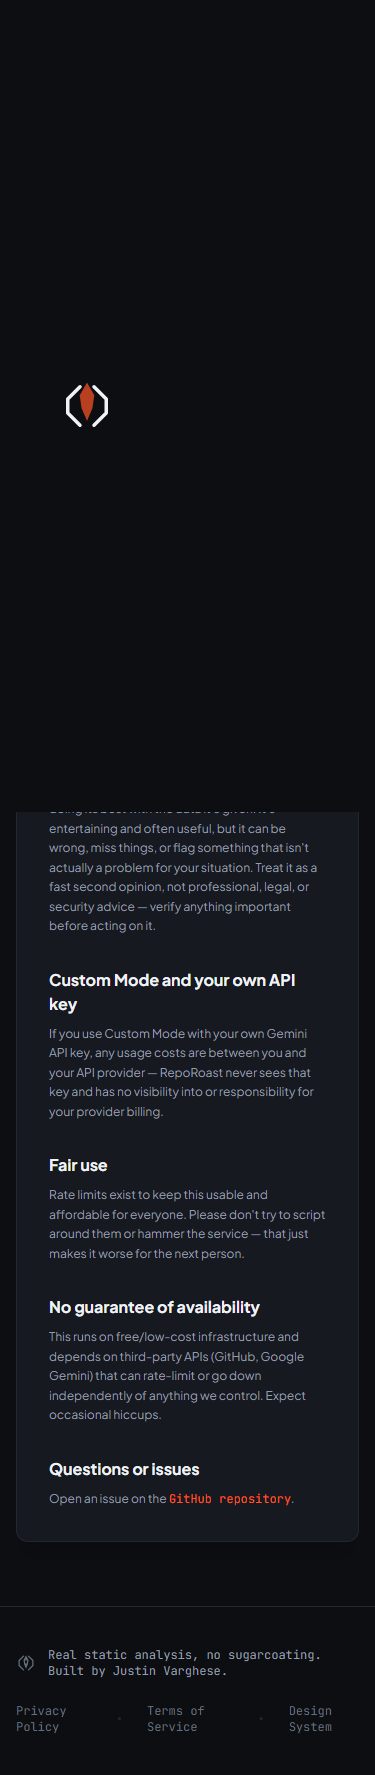 entertaining and often useful, but it can be
wrong, miss things, or flag something that isn't
actually a problem for your situation. Treat it as a
fast second opinion, not professional, legal, or
security advice — verify anything important
before acting on it.
Custom Mode and your own API
key
If you use Custom Mode with your own Gemini
API key, any usage costs are between you and
your API provider — RepoRoast never sees that
key and has no visibility into or responsibility for
your provider billing.
Fair use
Rate limits exist to keep this usable and
affordable for everyone. Please don't try to script
around them or hammer the service — that just
makes it worse for the next person.
No guarantee of availability
This runs on free/low-cost infrastructure and
depends on third-party APIs (GitHub, Google
Gemini) that can rate-limit or go down
independently of anything we control. Expect
occasional hiccups.
Questions or issues
Open an issue on the GitHub repository.
Real static analysis, no sugarcoating.
Built by Justin Varghese.
Privacy
Policy
·
Terms of
Service
·
Design
System